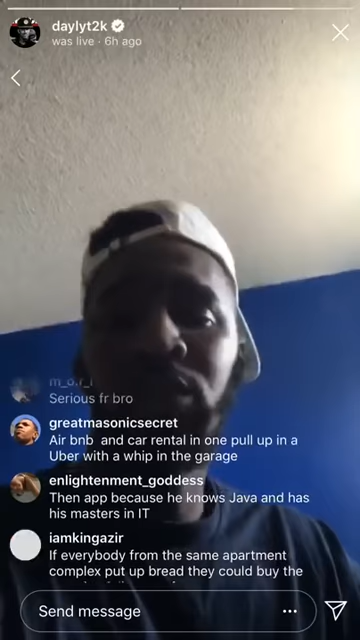 daylyt2k
was live · 6h ago
Serious fr bro
greatmasonicsecret
Air bnb and car rental in one pull up in a
Uber with a whip in the garage
enlightenment_goddess
Then app because he knows Java and has
his masters in IT
iamkingazir
If everybody from the same apartment
complex put up bread they could buy the
Send message